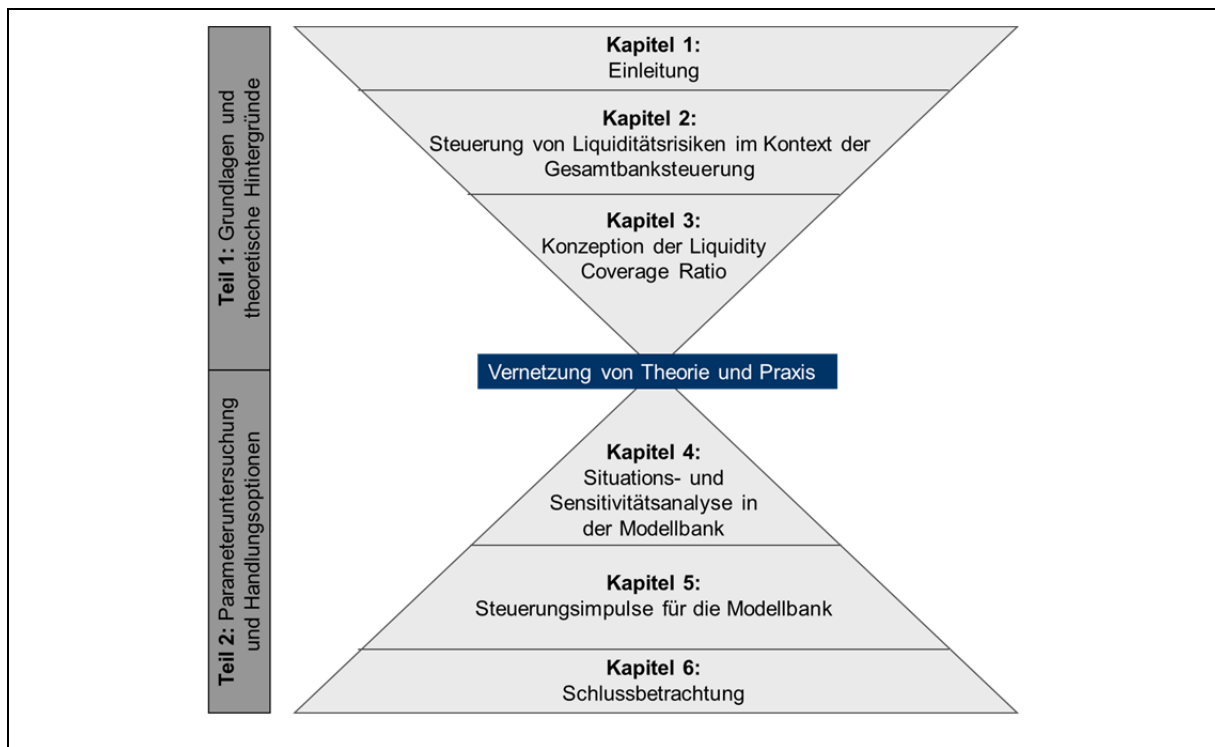 Teil 1: Grundlagen und
theoretische Hintergründe
Kapitel 1:
Einleitung
Kapitel 2:
Steuerung von Liquiditätsrisiken im Kontext der
Gesamtbanksteuerung
Kapitel 3:
Konzeption der Liquidity
Coverage Ratio
Vernetzung von Theorie und Praxis
Teil 2: Parameteruntersuchung
und Handlungsoptionen
Kapitel 4:
Situations- und
Sensitivitätsanalyse in
der Modellbank
Kapitel 5:
Steuerungsimpulse für die Modellbank
Kapitel 6:
Schlussbetrachtung